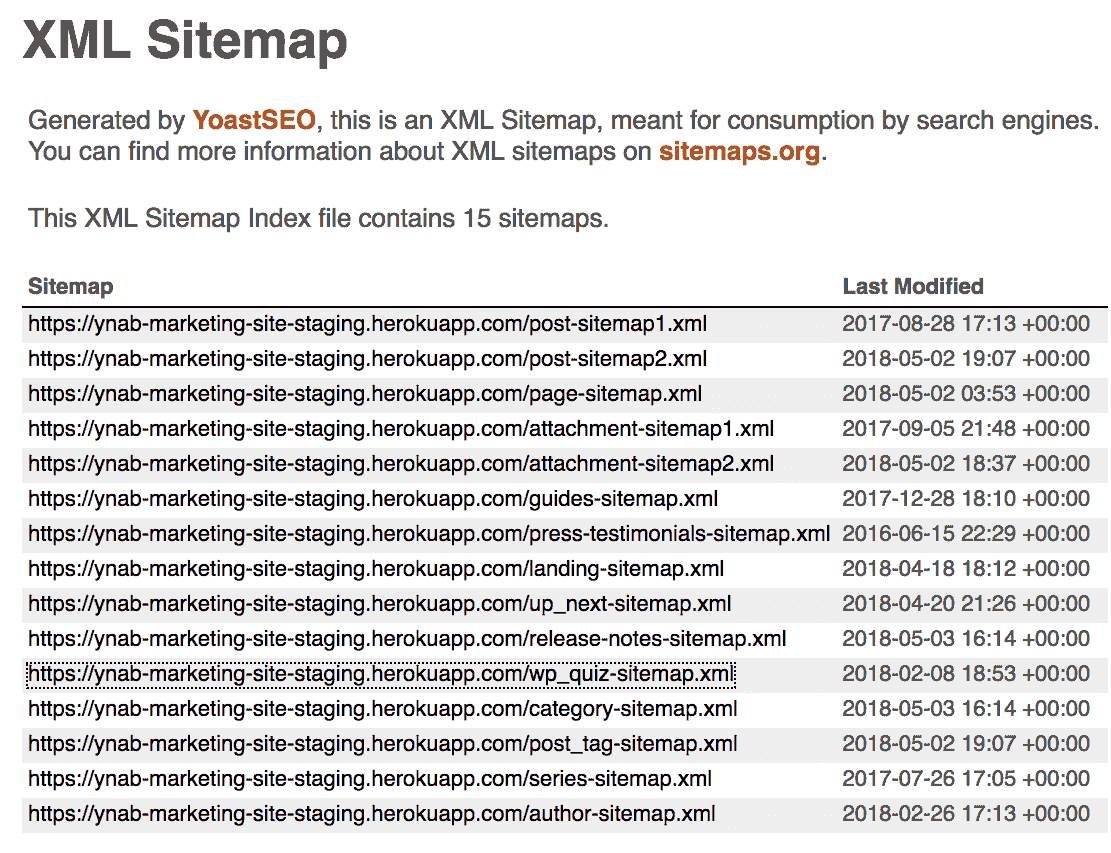 XML Sitemap
Generated by YoastSEO, this is an XML Sitemap, meant for consumption by search engines.
You can find more information about XML sitemaps on sitemaps.org.
This XML Sitemap Index file contains 15 sitemaps.
Sitemap Last Modified
https://ynab-marketing-site-staging.herokuapp.com/post-sitemap1.xml 2017-08-28 17:13 +00:00
https://ynab-marketing-site-staging.herokuapp.com/post-sitemap2.xml 2018-05-02 19:07 +00:00
https://ynab-marketing-site-staging.herokuapp.com/page-sitemap.xml 2018-05-02 03:53 +00:00
https://ynab-marketing-site-staging.herokuapp.com/attachment-sitemap1.xml 2017-09-05 21:48 +00:00
https://ynab-marketing-site-staging.herokuapp.com/attachment-sitemap2.xml 2018-05-02 18:37 +00:00
https://ynab-marketing-site-staging.herokuapp.com/guides-sitemap.xml 2017-12-28 18:10 +00:00
https://ynab-marketing-site-staging.herokuapp.com/press-testimonials-sitemap.xml 2016-06-15 22:29 +00:00
https://ynab-marketing-site-staging.herokuapp.com/landing-sitemap.xml 2018-04-18 18:12 +00:00
https://ynab-marketing-site-staging.herokuapp.com/up_next-sitemap.xml 2018-04-20 21:26 +00:00
https://ynab-marketing-site-staging.herokuapp.com/release-notes-sitemap.xml 2018-05-03 16:14 +00:00
https://ynab-marketing-site-staging.herokuapp.com/wp_quiz-sitemap.xml 2018-02-08 18:53 +00:00
https://ynab-marketing-site-staging.herokuapp.com/category-sitemap.xml 2018-05-03 16:14 +00:00
https://ynab-marketing-site-staging.herokuapp.com/post_tag-sitemap.xml 2018-05-02 19:07 +00:00
https://ynab-marketing-site-staging.herokuapp.com/series-sitemap.xml 2017-07-26 17:05 +00:00
https://ynab-marketing-site-staging.herokuapp.com/author-sitemap.xml 2018-02-26 17:13 +00:00